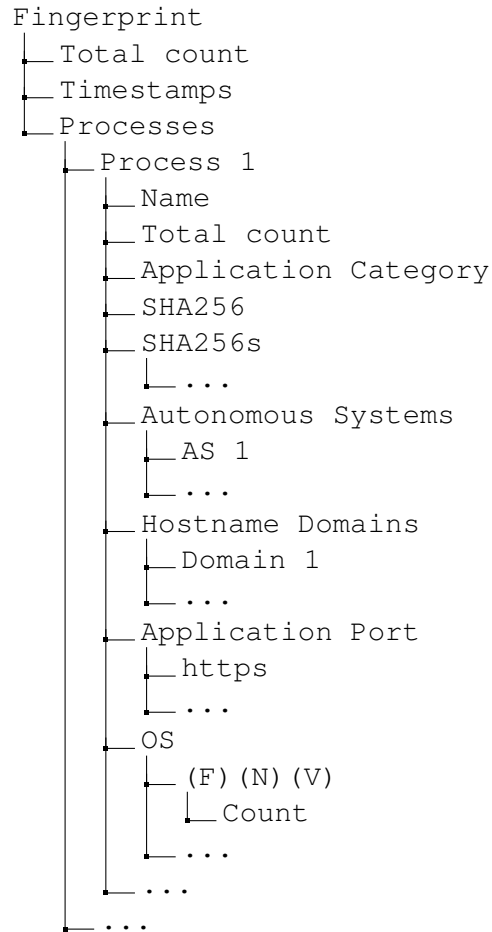 Fingerprint
Total count
Timestamps
Processes
Process 1
Name
Total count
Application Category
SHA256
SHA256s
...
Autonomous Systems
AS 1
...
Hostname Domains
Domain 1
...
Application Port
https
...
OS
(F)(N)(V)
Count
...
...
...